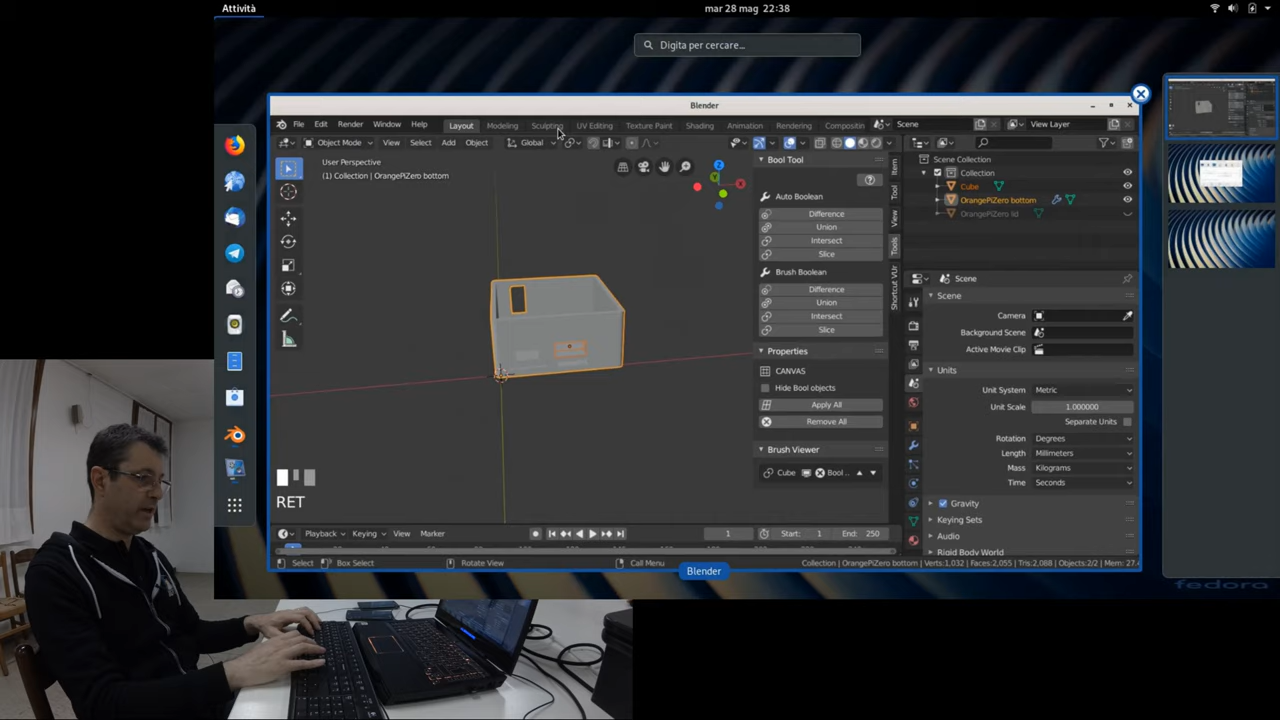 Attività
mar 28 mag 22:38
Digita per cercare...
Blender
File Edit Render Window Help
Layout Modeling Sculpting UV Editing Texture Paint Shading Animation Rendering Compositin
Scene
View Layer
Object Mode View Select Add Object
Global
User Perspective
(1) Collection | OrangePiZero bottom
Bool Tool
Auto Boolean
Difference
Union
Intersect
Slice
Brush Boolean
Difference
Union
Intersect
Slice
Properties
CANVAS
Hide Bool objects
Apply All
Remove All
Brush Viewer
Cube Bool ..
Item
Tool
View
Tools
Shortcut VUr
Scene Collection
Collection
Cube
OrangePiZero bottom
OrangePiZero lid
Scene
Scene
Camera
Background Scene
Active Movie Clip
Units
Unit System Metric
Unit Scale 1.000000
Separate Units
Rotation Degrees
Length Millimeters
Mass Kilograms
Time Seconds
Gravity
Keying Sets
Audio
Rigid Body World
RET
Playback Keying View Marker
1 Start: 1 End: 250
Select Box Select Rotate View Call Menu
Collection | OrangePiZero bottom | Verts:1,032 | Faces:2,055 | Tris:2,088 | Objects:2/2 | Mem: 27.
Blender
fedora